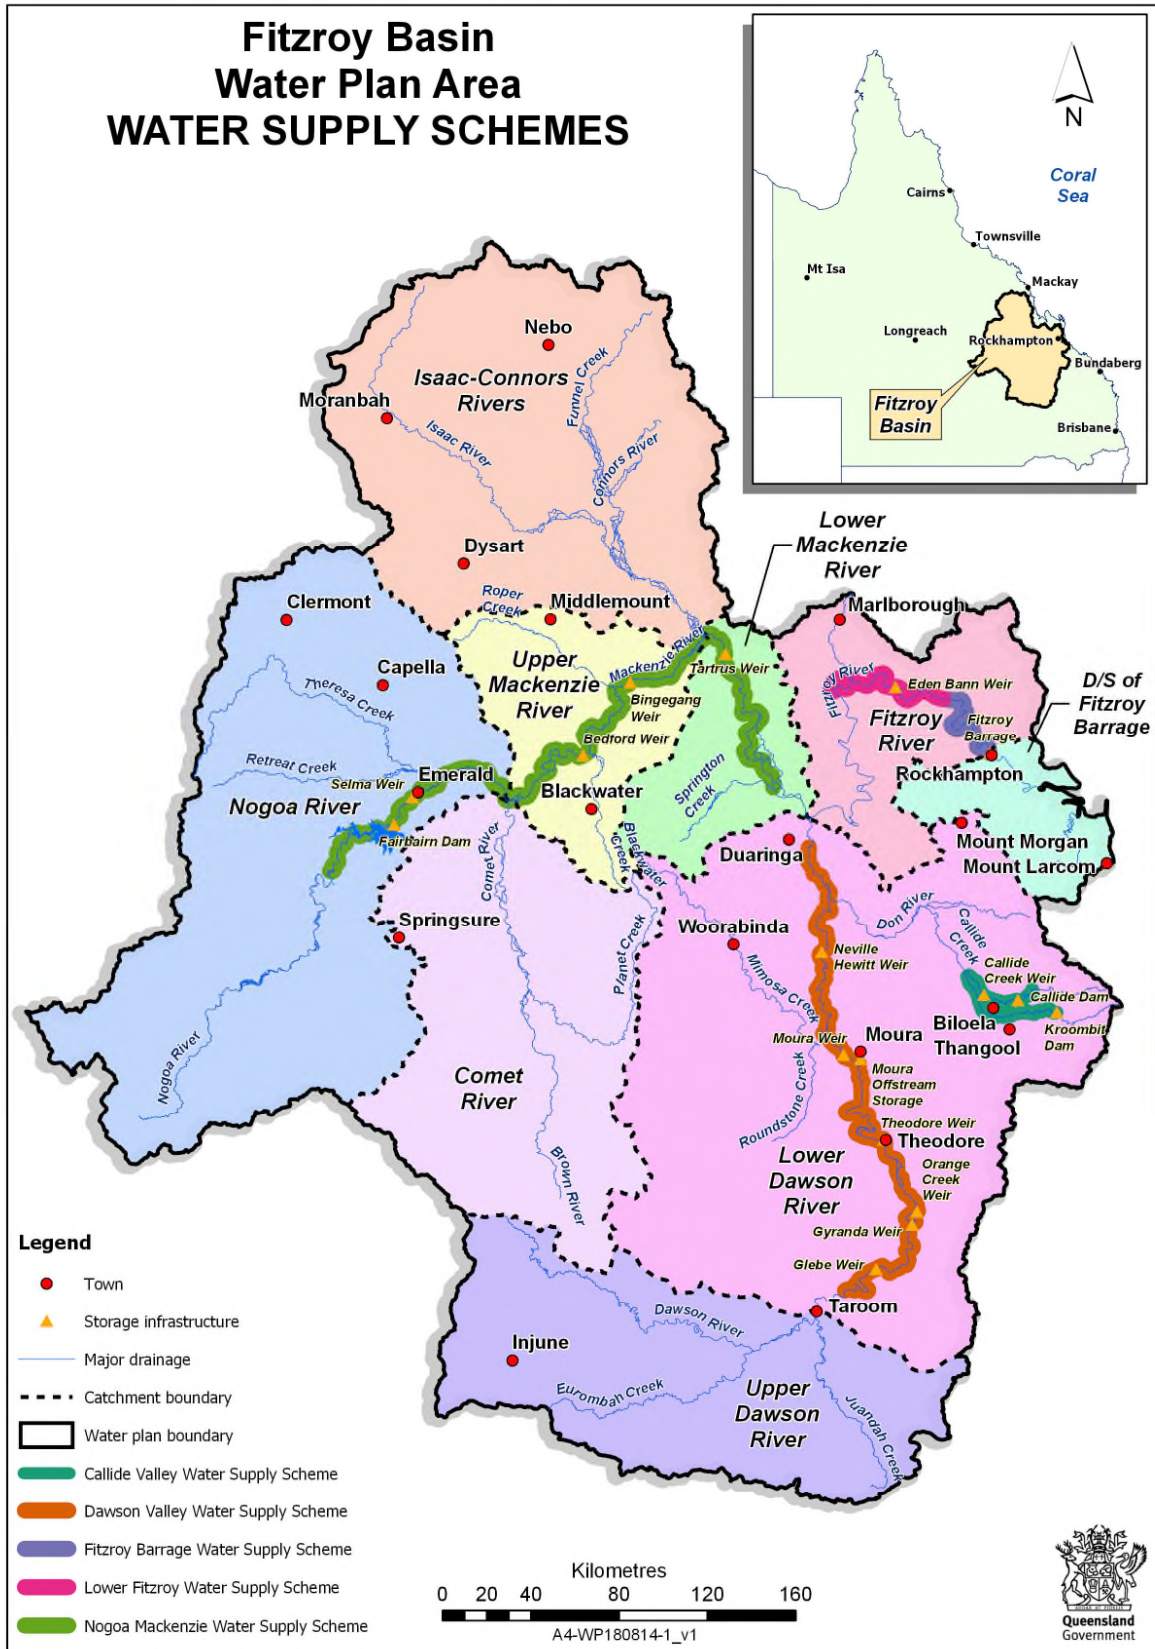 Fitzroy Basin
Water Plan Area
WATER SUPPLY SCHEMES
N
Coral
Sea
Cairns
Townsville
Mt Isa
Mackay
Longreach
Rockhampton
Bundaberg
Fitzroy
Basin
Brisbane
Nebo
Isaac-Connors
Rivers
Funnel Creek
Moranbah
Isaac River
Connors River
Dysart
Lower
Mackenzie
River
Roper
Creek
Middlemount
Marlborough
Clermont
Upper
Mackenzie
River
Mackenzie River
Tartrus Weir
Capella
Theresa Creek
Bingegang
Weir
Fitzroy River
Eden Bann Weir
D/S of
Fitzroy
Barrage
Fitzroy
River
Fitzroy
Barrage
Bedford Weir
Retreat Creek
Selma Weir
Emerald
Rockhampton
Nogoa River
Blackwater
Springton
Creek
Fairbairn Dam
Comet River
Blackwater
Creek
Duaringa
Mount Morgan
Mount Larcom
Springsure
Woorabinda
Don River
Callide
Creek
Planet Creek
Mimosa Creek
Neville
Hewitt Weir
Callide
Creek Weir
Callide Dam
Biloela
Thangool
Kroombit
Dam
Nogoa River
Moura Weir
Moura
Moura
Offstream
Storage
Comet
River
Roundstone Creek
Theodore Weir
Theodore
Lower
Dawson
River
Orange
Creek
Weir
Brown River
Gyranda Weir
Glebe Weir
Taroom
Dawson River
Injune
Eurombah Creek
Upper
Dawson
River
Juandah Creek
Legend
Town
Storage infrastructure
Major drainage
Catchment boundary
Water plan boundary
Callide Valley Water Supply Scheme
Dawson Valley Water Supply Scheme
Fitzroy Barrage Water Supply Scheme
Lower Fitzroy Water Supply Scheme
Nogoa Mackenzie Water Supply Scheme
Kilometres
0 20 40 80 120 160
A4-WP180814-1_v1
Queensland
Government